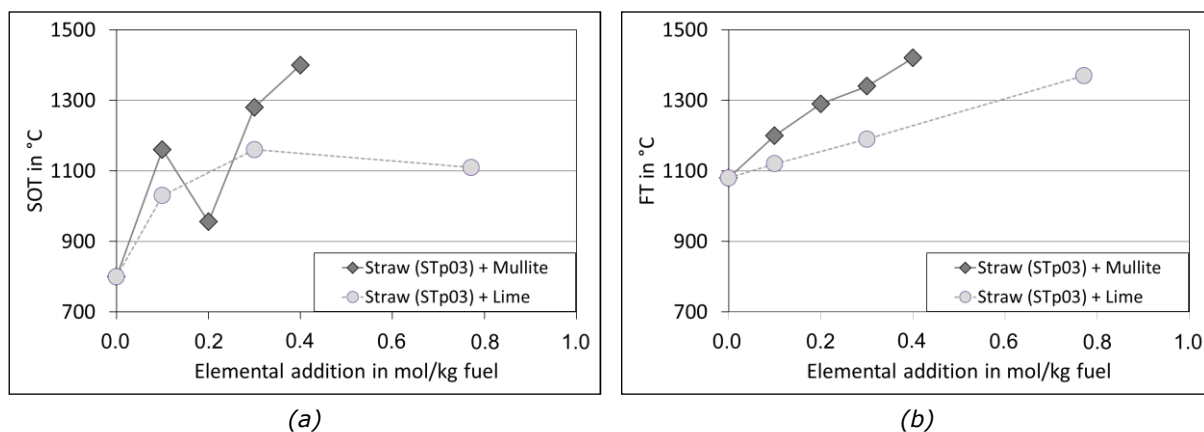 1500
1300
1100
900
700
SOT in °C
0.0 0.2 0.4 0.6 0.8 1.0
Elemental addition in mol/kg fuel
Straw (STp03) + Mullite
Straw (STp03) + Lime
(a)
1500
1300
1100
900
700
FT in °C
0.0 0.2 0.4 0.6 0.8 1.0
Elemental addition in mol/kg fuel
Straw (STp03) + Mullite
Straw (STp03) + Lime
(b)